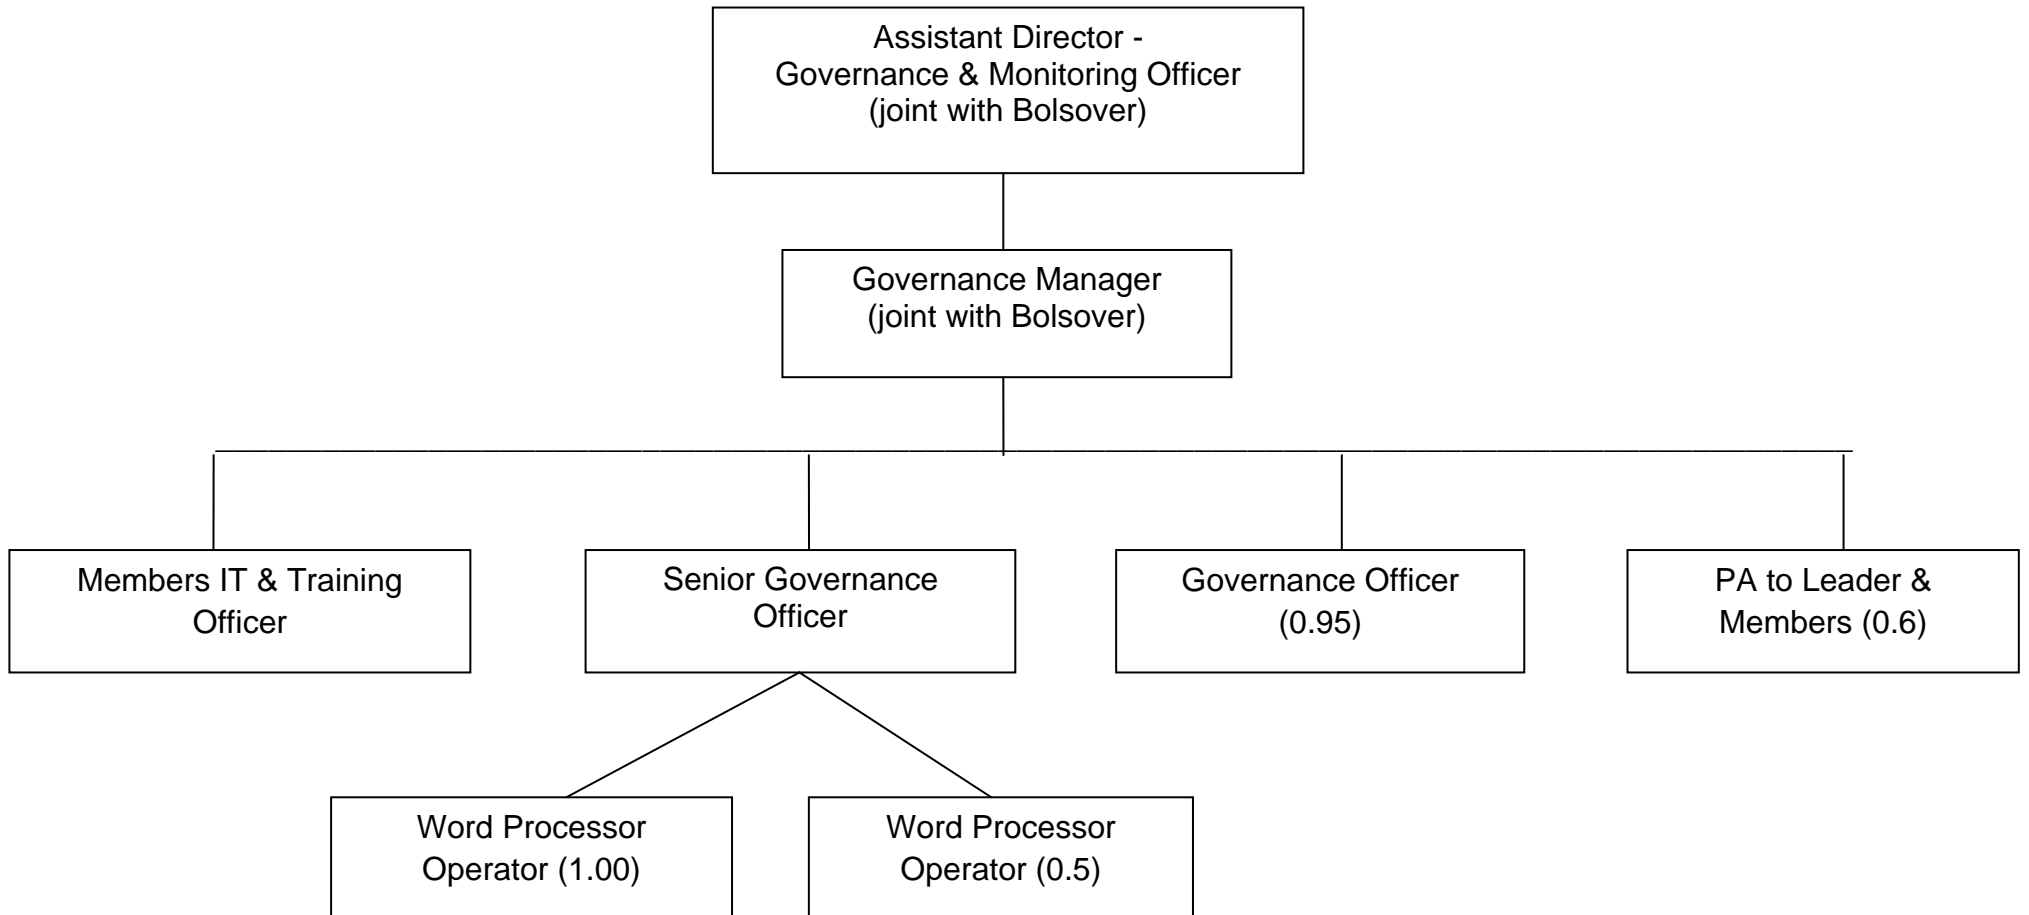 Assistant Director -
Governance & Monitoring Officer
(joint with Bolsover)
Governance Manager
(joint with Bolsover)
Members IT & Training
Officer
Senior Governance
Officer
Governance Officer
(0.95)
PA to Leader &
Members (0.6)
Word Processor
Operator (1.00)
Word Processor
Operator (0.5)